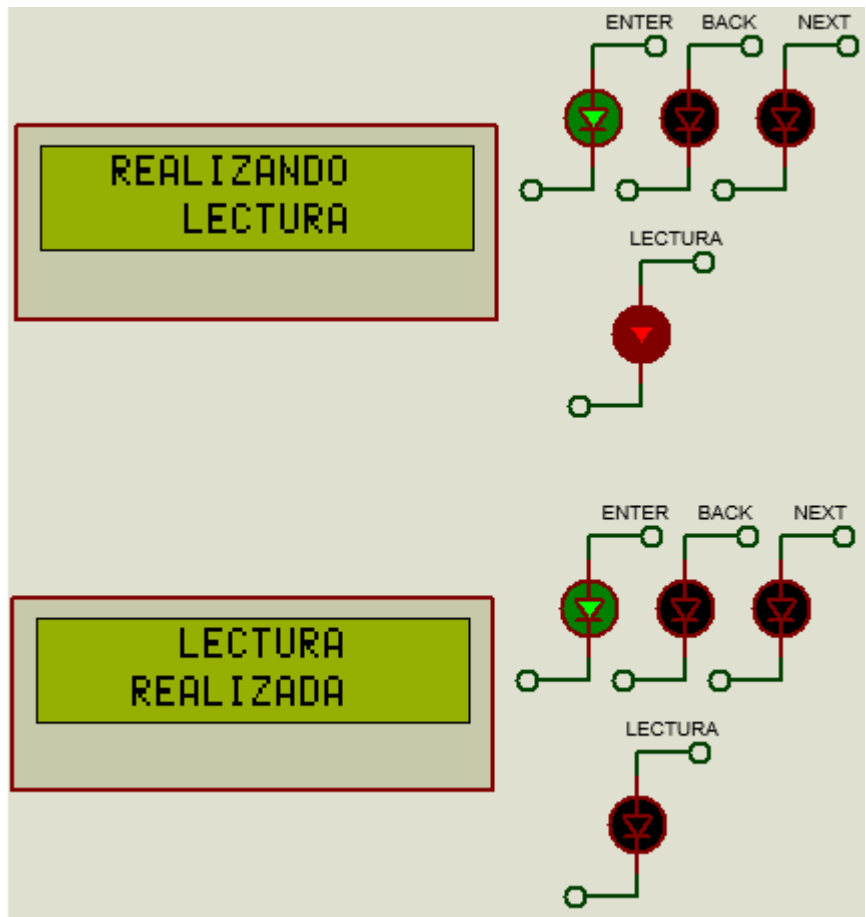 ENTER BACK NEXT
REALIZANDO
LECTURA
LECTURA
ENTER BACK NEXT
LECTURA
REALIZADA
LECTURA